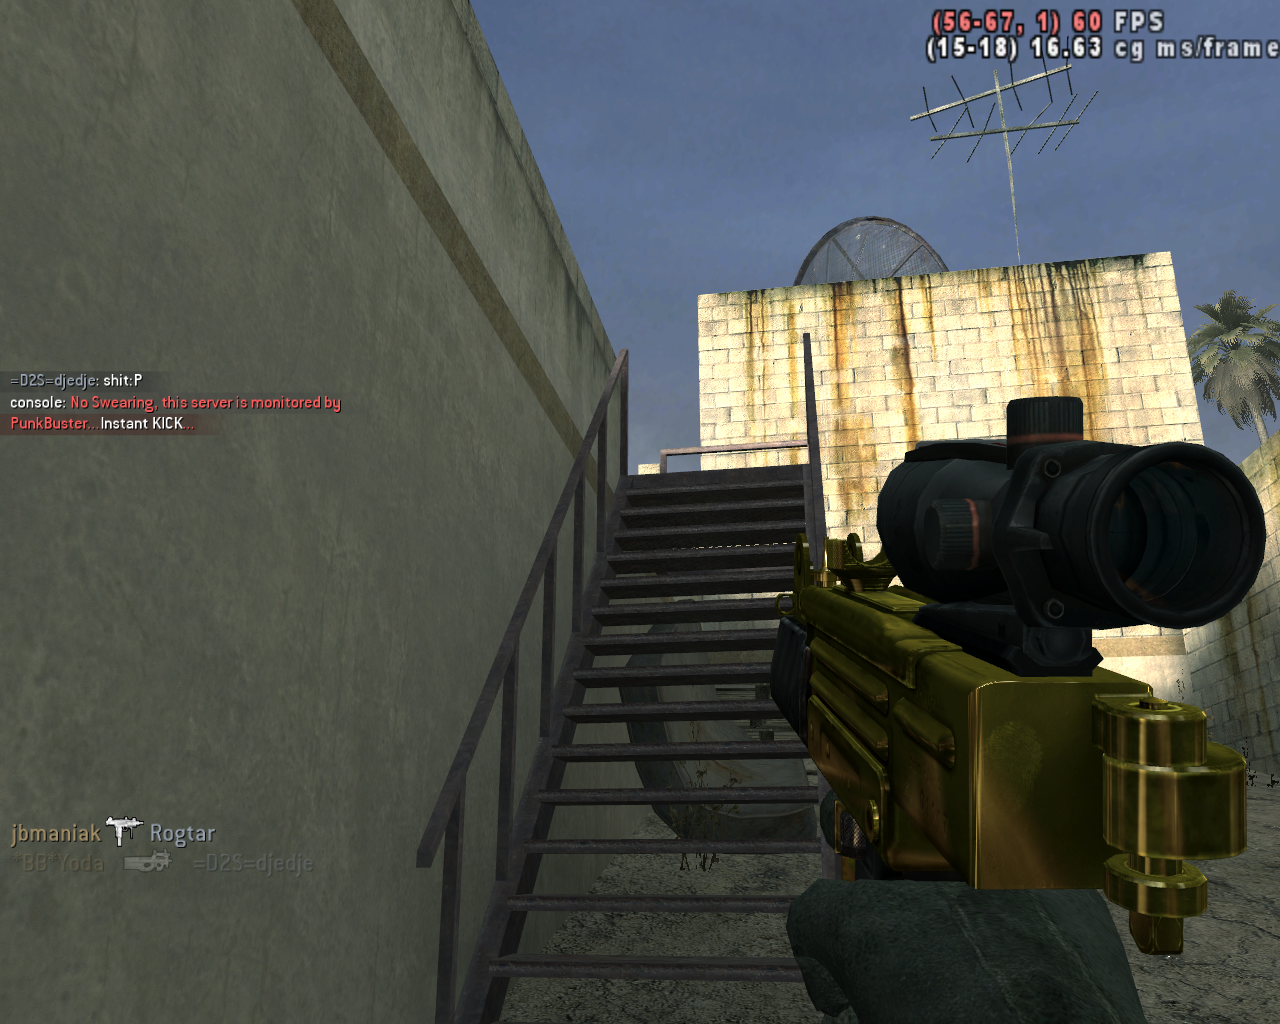 (56-67, 1) 60 FPS
(15-18) 16.63 cg ms/frame
=D2S=djedje: shit:P
console: No Swearing, this server is monitored by
PunkBuster... Instant KICK...
jbmaniak Rogtar
*BB*Yoda =D2S=djedje